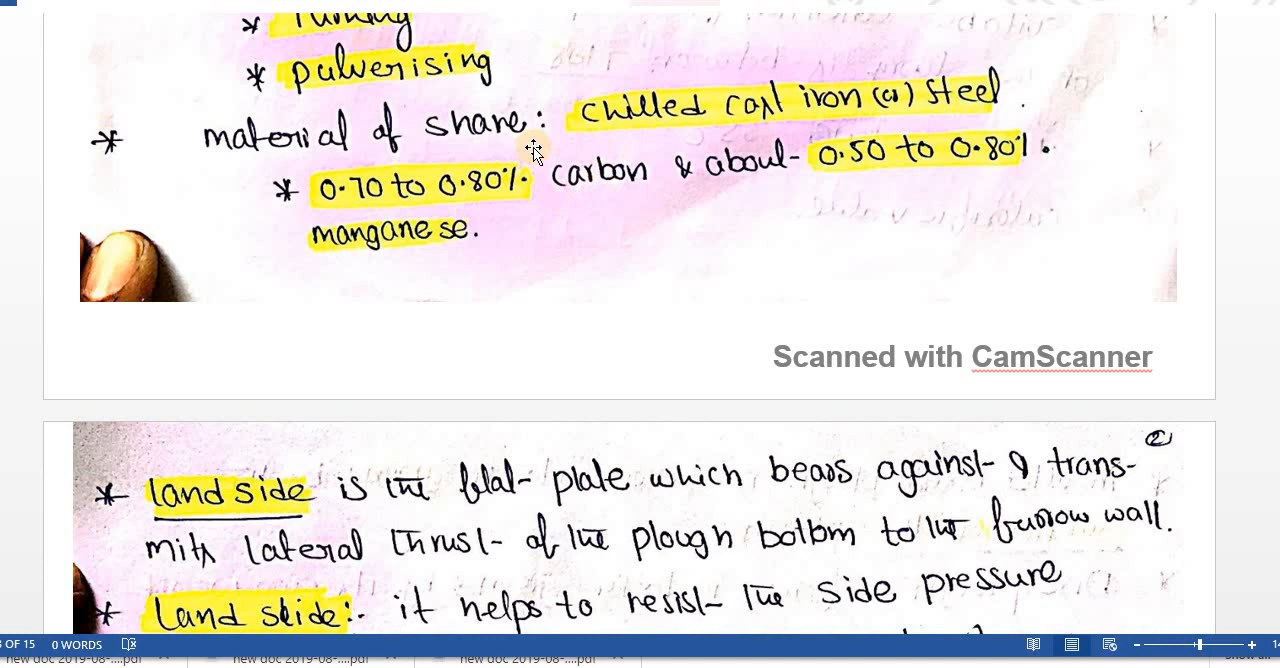 * Turning
* pulverising
* material of share: chilled cast iron (or) steel.
* 0.70 to 0.80%. carbon & about 0.50 to 0.80%.
manganese.
Scanned with CamScanner
2
* land side is the flat plate which bears against & trans-
mits lateral thrust of the plough bottom to the furrow wall.
* Land slide:- it helps to resist the side pressure
OF 15 0 WORDS
new doc 2019-08-....pdf new doc 2019-08-....pdf new doc 2019-08-....pdf